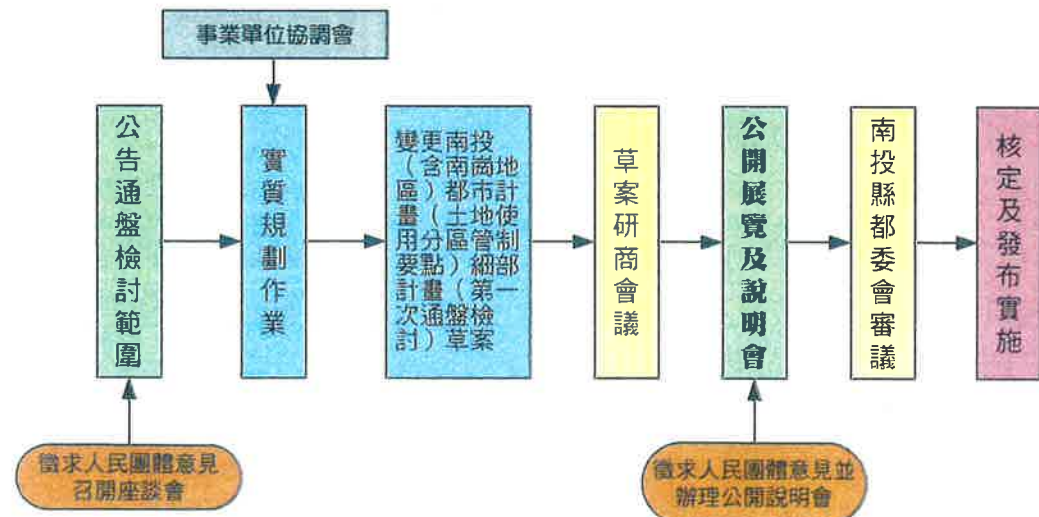 事業單位協調會
公告通盤檢討範圍
實質規劃作業
變更南投
（含南崗地
區）都市計
畫（土地使
用分區管制
要點）細部
計畫（第一
次通盤檢
討）草案
草案研商會議
公開展覽及說明會
南投縣都委會審議
核定及發布實施
徵求人民團體意見
召開座談會
徵求人民團體意見並
辦理公開說明會